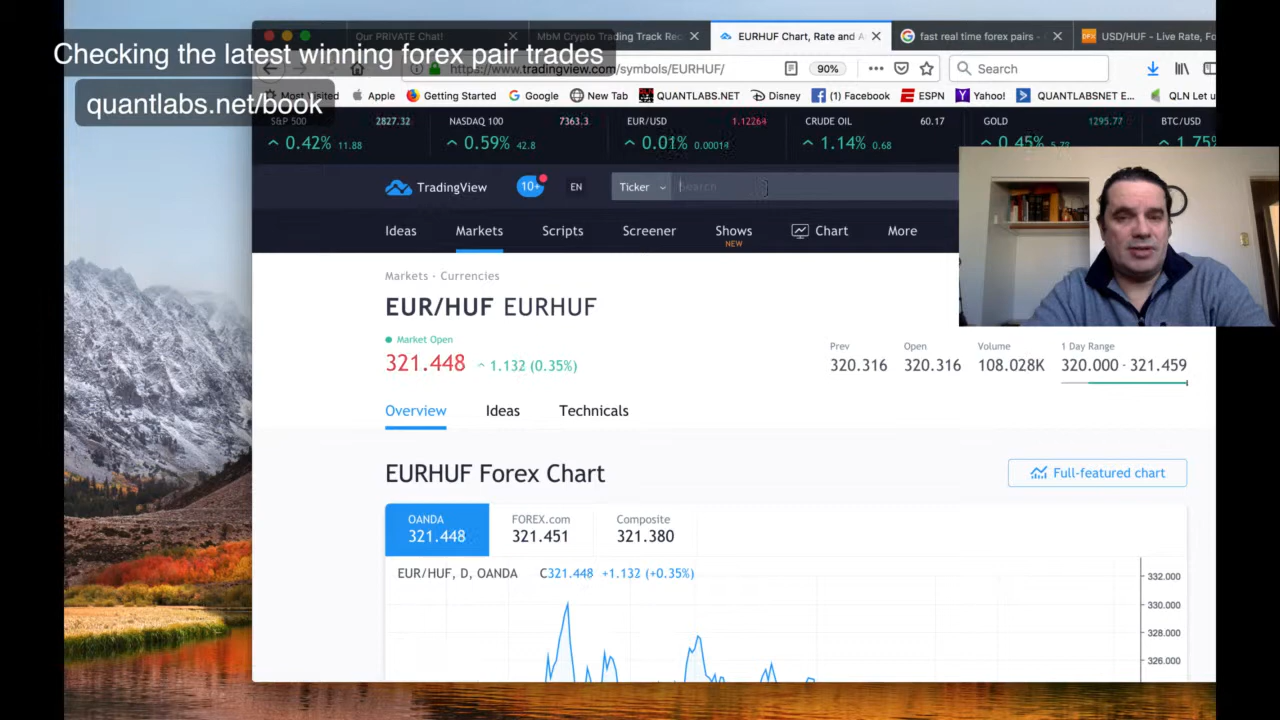 Our PRIVATE Chat!
MbM Crypto Trading Track Rec
EURHUF Chart, Rate and A
fast real time forex pairs -
USD/HUF - Live Rate, Fo
Checking the latest winning forex pair trades
https://www.tradingview.com/symbols/EURHUF/
90%
Search
quantlabs.net/book
Most Visited
Apple
Getting Started
Google
New Tab
QUANTLABS.NET
Disney
(1) Facebook
ESPN
Yahoo!
QUANTLABSNET E...
QLN Let u
S&P 500 2827.32
0.42% 11.88
NASDAQ 100 7363.3
0.59% 42.8
EUR/USD 1.12264
0.01% 0.00014
CRUDE OIL 60.17
1.14% 0.68
GOLD 1295.77
0.45% 5.72
BTC/USD
1.75%
TradingView
10+
EN
Ticker
Search
Ideas
Markets
Scripts
Screener
Shows
NEW
Chart
More
Markets · Currencies
EUR/HUF EURHUF
Market Open
321.448 1.132 (0.35%)
Prev
320.316
Open
320.316
Volume
108.028K
1 Day Range
320.000 - 321.459
Overview
Ideas
Technicals
EURHUF Forex Chart
Full-featured chart
OANDA
321.448
FOREX.com
321.451
Composite
321.380
EUR/HUF, D, OANDA C321.448 +1.132 (+0.35%)
332.000
330.000
328.000
326.000